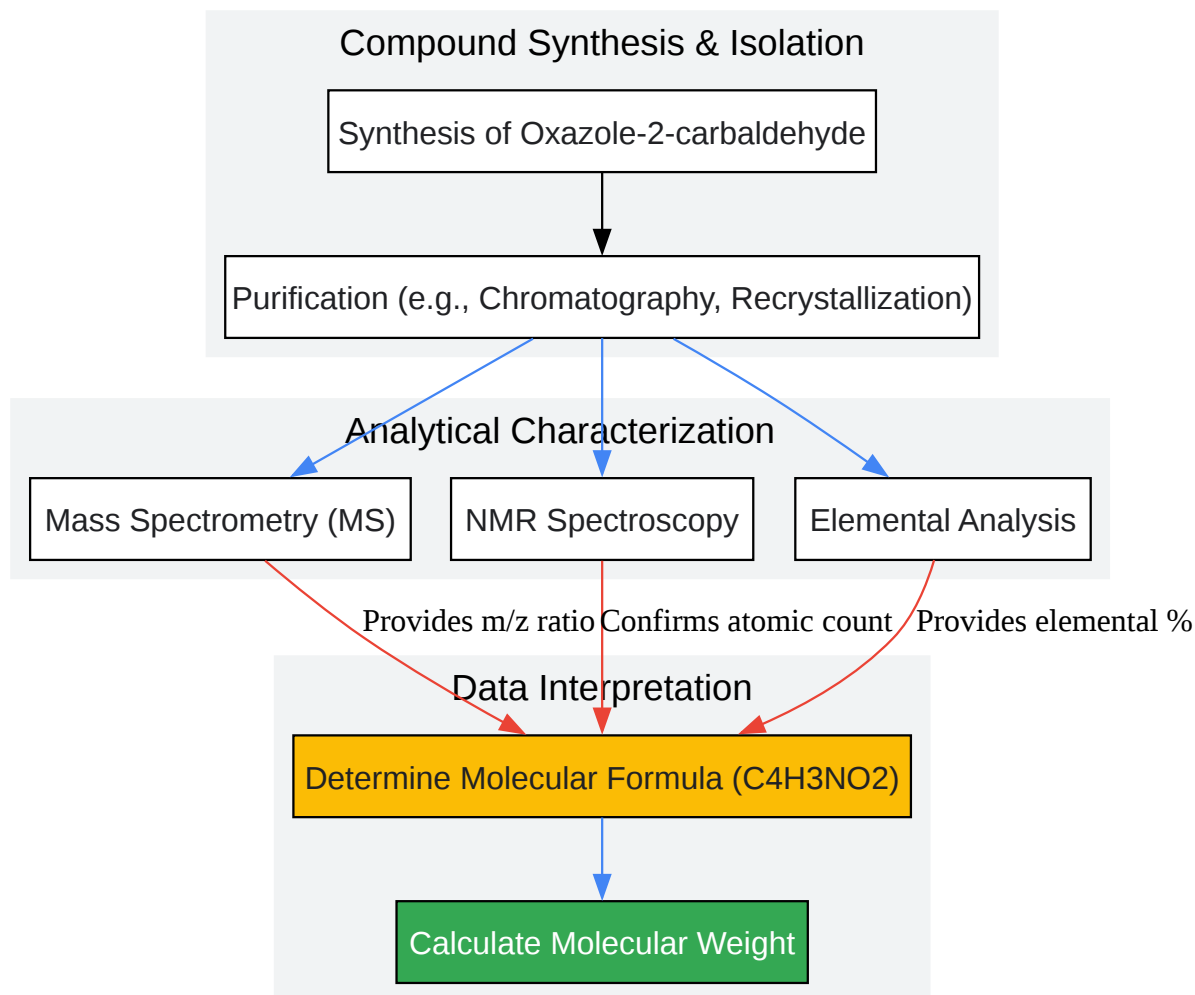 Compound Synthesis & Isolation
Synthesis of Oxazole-2-carbaldehyde
Purification (e.g., Chromatography, Recrystallization)
Analytical Characterization
Mass Spectrometry (MS)
NMR Spectroscopy
Elemental Analysis
Provides m/z ratio
Confirms atomic count
Provides elemental %
Data Interpretation
Determine Molecular Formula (C4H3NO2)
Calculate Molecular Weight